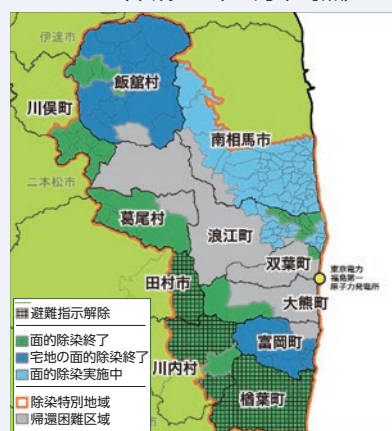 伊達市
飯舘村
川俣町
南相馬市
二本松市
葛尾村
浪江町
双葉町
東京電力
福島第一
原子力発電所
田村市
大熊町
避難指示解除
面的除染終了
宅地の面的除染終了
面的除染実施中
富岡町
川内村
除染特別地域
帰還困難区域
楢葉町